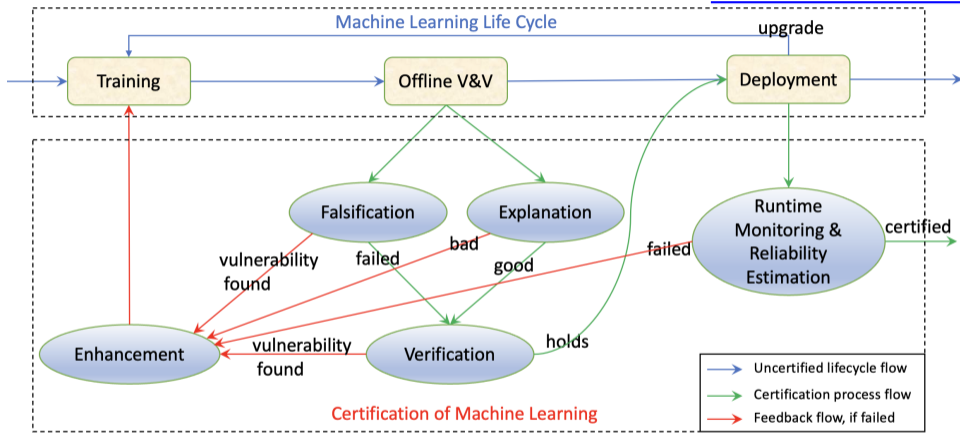 Machine Learning Life Cycle
upgrade
Training
Offline V&V
Deployment
Falsification
Explanation
Runtime
Monitoring &
Reliability
Estimation
certified
vulnerability
found
failed
bad
good
failed
Enhancement
vulnerability
found
Verification
holds
Certification of Machine Learning
Uncertified lifecycle flow
Certification process flow
Feedback flow, if failed